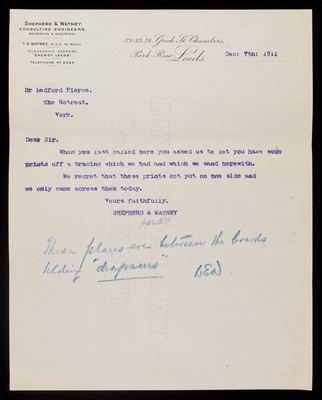 SHEPHERD & WATNEY,
CONSULTING ENGINEERS,
MECHANICAL & ELECTRICAL
TELEGRAPHIC ADDRESS:
"ENERGY, LEEDS."
32.33.34. Greek St. Chambers,
Park Row, Leeds.
Dec: 7th: 1911
Dr Bedford Pierce.
The Retreat.
York.
Dear Sir.
When you last called here you asked us to let you have some
prints off a tracing which we had and which we send herewith.
We regret that these prints got put on one side and
we only came across them today.
Yours faithfully.
SHEPHERD & WATNEY
These plans are between the boards
holding "diagrams"